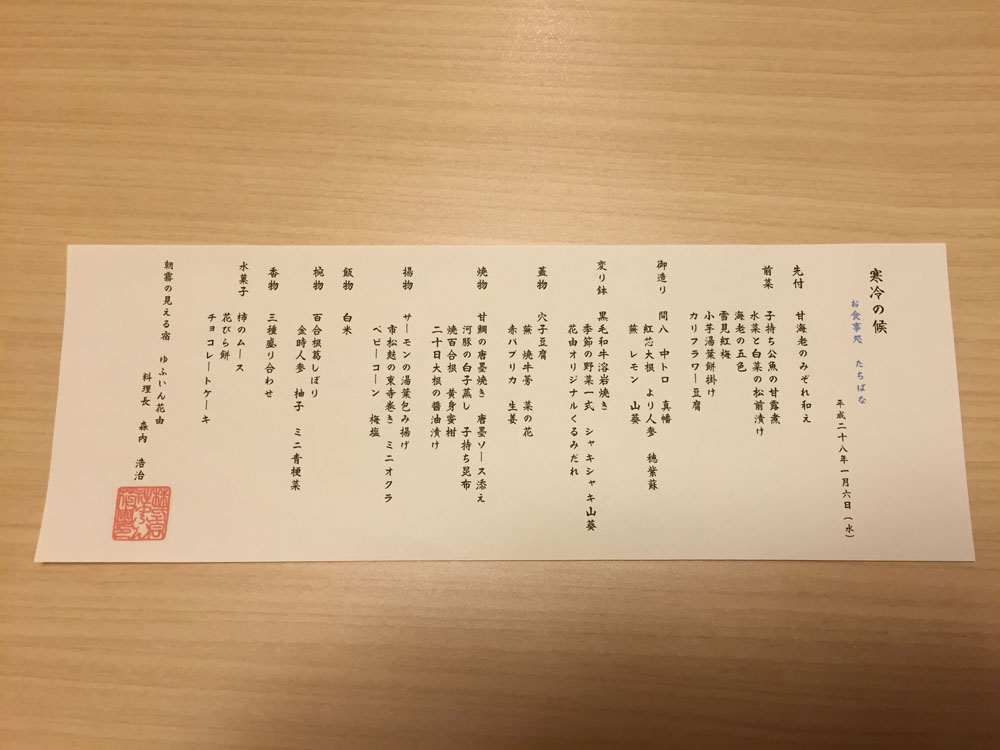 寒冷の候
お食事処 たちばな
平成二十八年一月六日(水)
先付 甘海老のみぞれ和え
前菜 子持ち公魚の甘露煮
水菜と白菜の松前漬け
海老の五色
雪見紅梅
小芋湯葉餅掛け
カリフラワー豆腐
御造り 間八 中トロ 真幡
紅芯大根 より人参 穂紫蘇
蕪 レモン 山葵
変り鉢 黒毛和牛溶岩焼き
季節の野菜一式 シャキシャキ山葵
花由オリジナルくるみだれ
蓋物 穴子豆腐
蕪 焼牛蒡 菜の花
赤パプリカ 生姜
焼物 甘鯛の唐墨焼き 唐墨ソース添え
河豚の白子蒸し 子持ち昆布
焼百合根 黄身蜜柑
二十日大根の醤油漬け
揚物 サーモンの湯葉包み揚げ
市松麩の東寺巻き ミニオクラ
ベビーコーン 梅塩
飯物 白米
椀物 百合根葛しぼり
金時人参 柚子 ミニ青梗菜
香物 三種盛り合わせ
水菓子 柿のムース
花びら餅
チョコレートケーキ
朝霧の見える宿 ゆふいん花由
料理長 森内 浩治